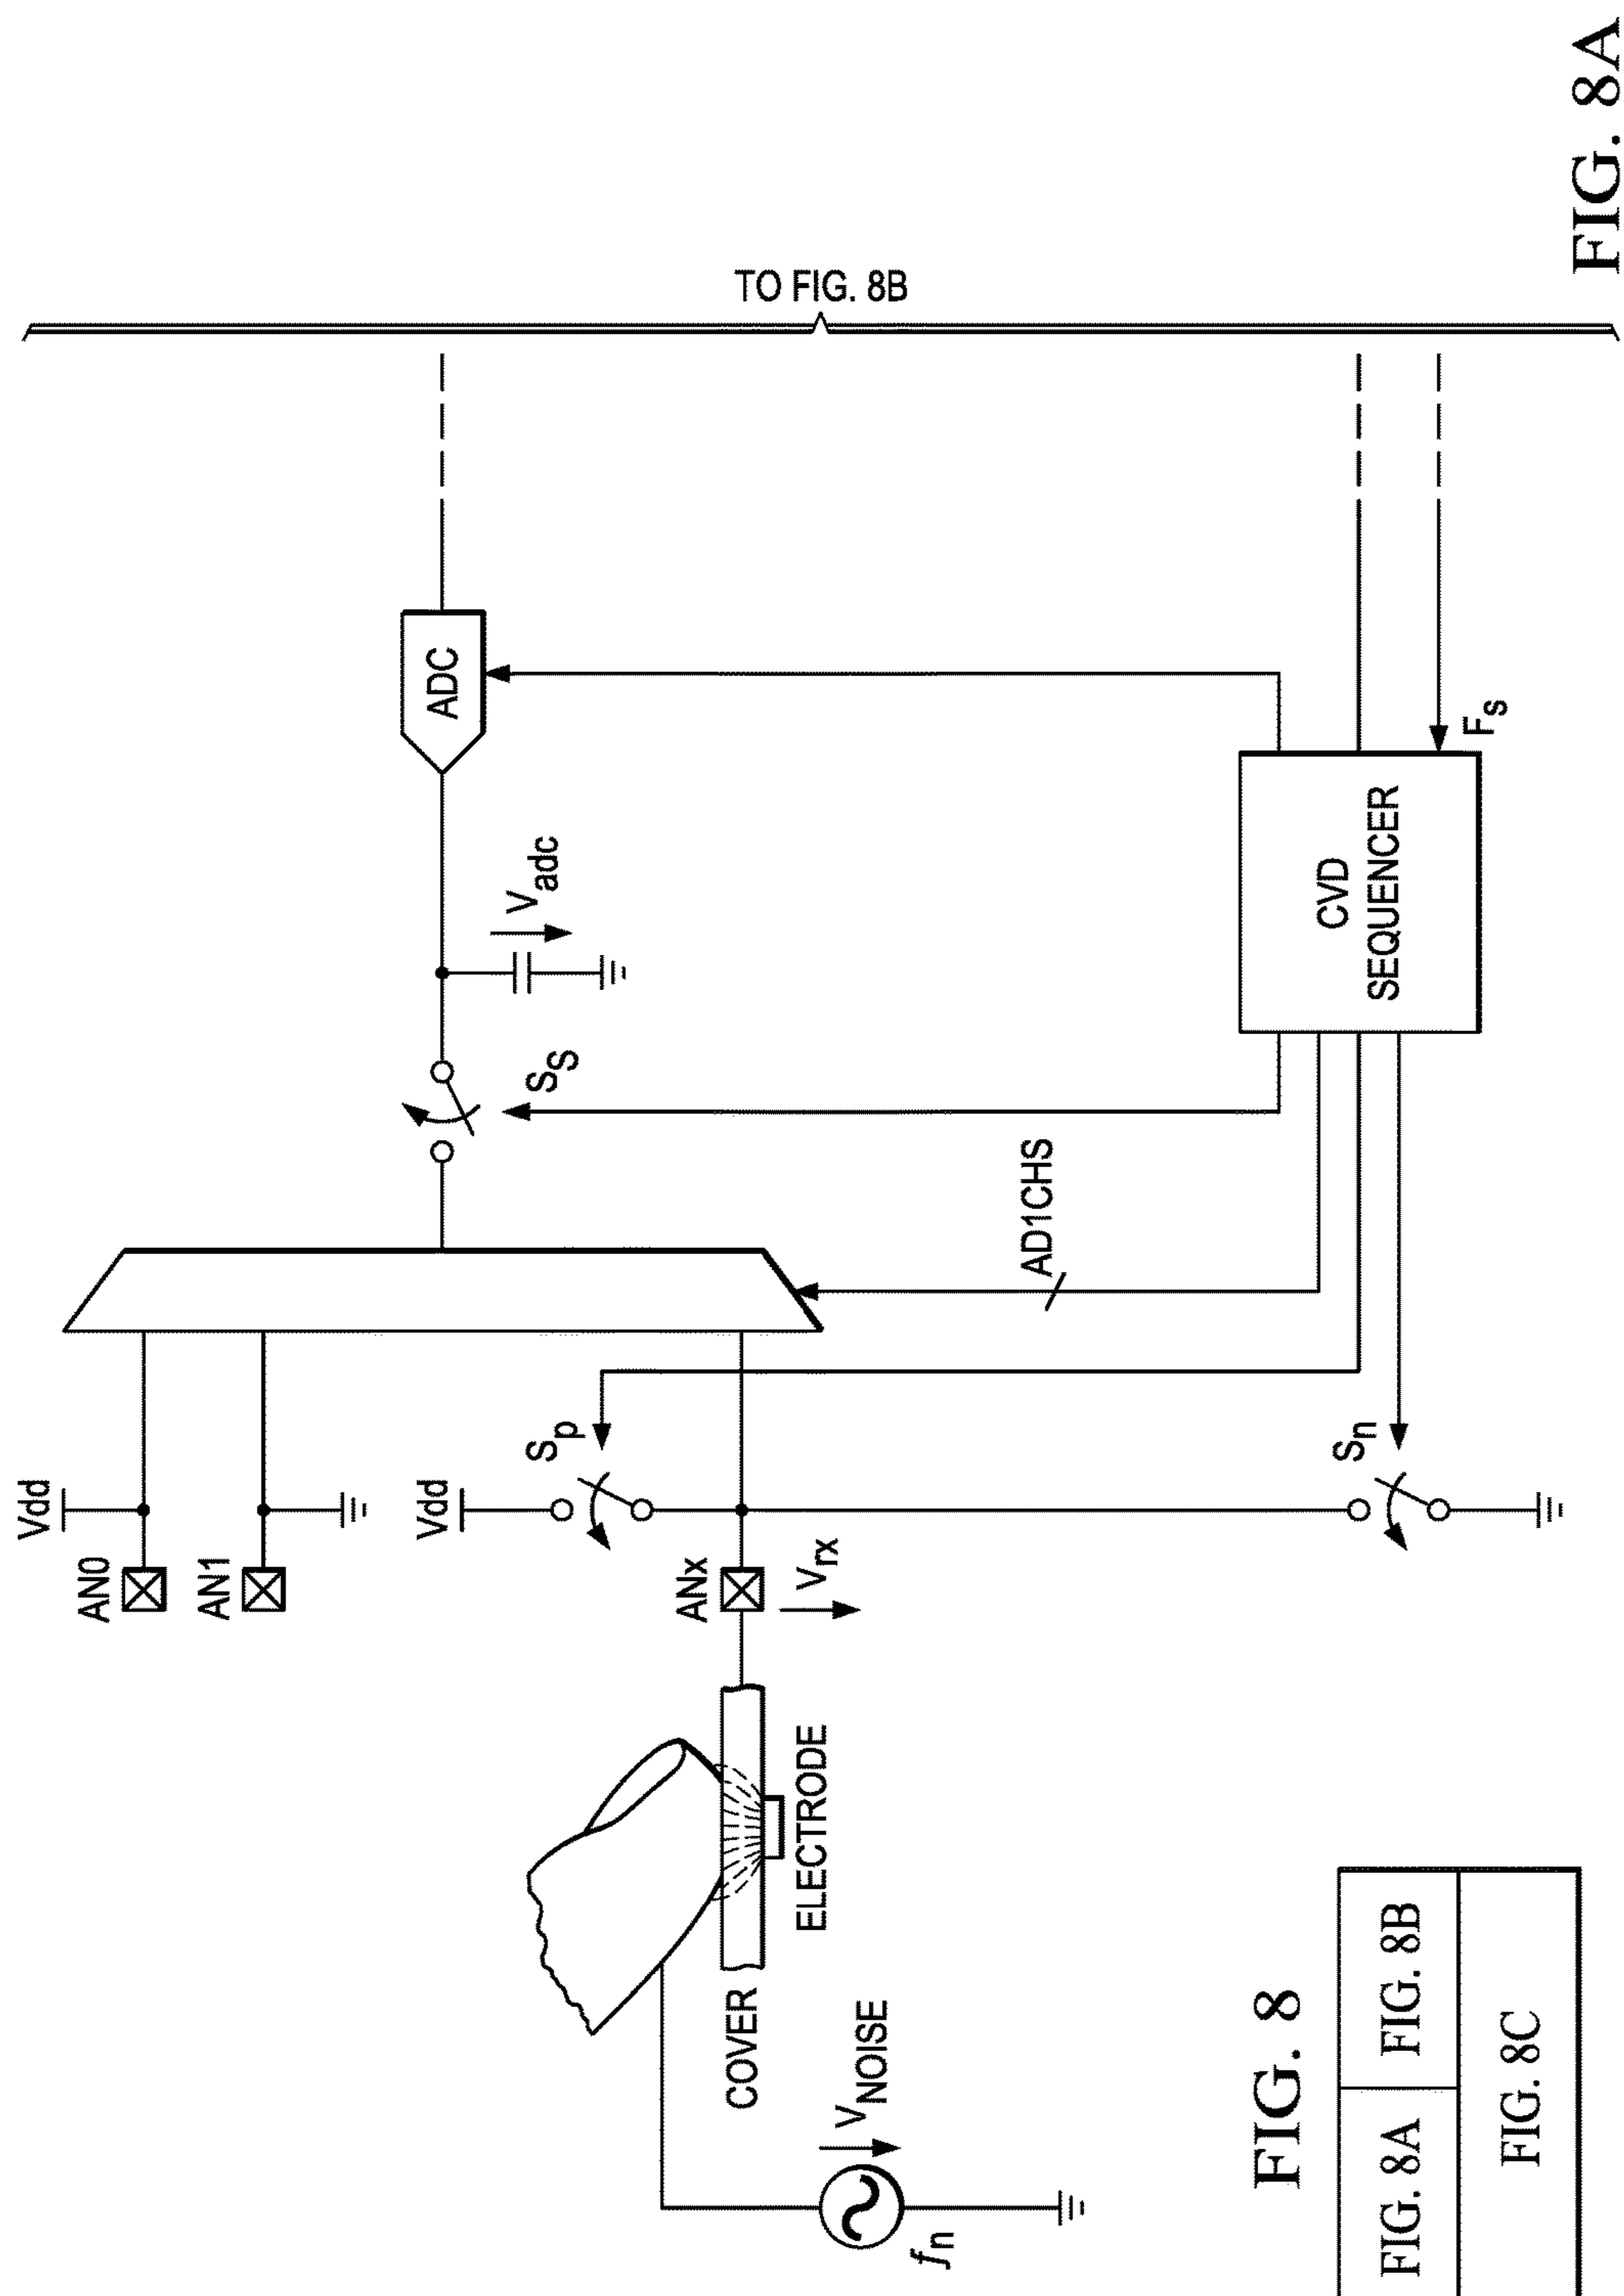 Vdd
AN0
AN1
Vdd
Sp
ANx
Vrx
Sn
AD1CHS
SS
Vadc
ADC
CVD
SEQUENCER
Fs
TO FIG. 8B
COVER
ELECTRODE
VNOISE
fn
FIG. 8
FIG. 8A
FIG. 8B
FIG. 8C
FIG. 8A